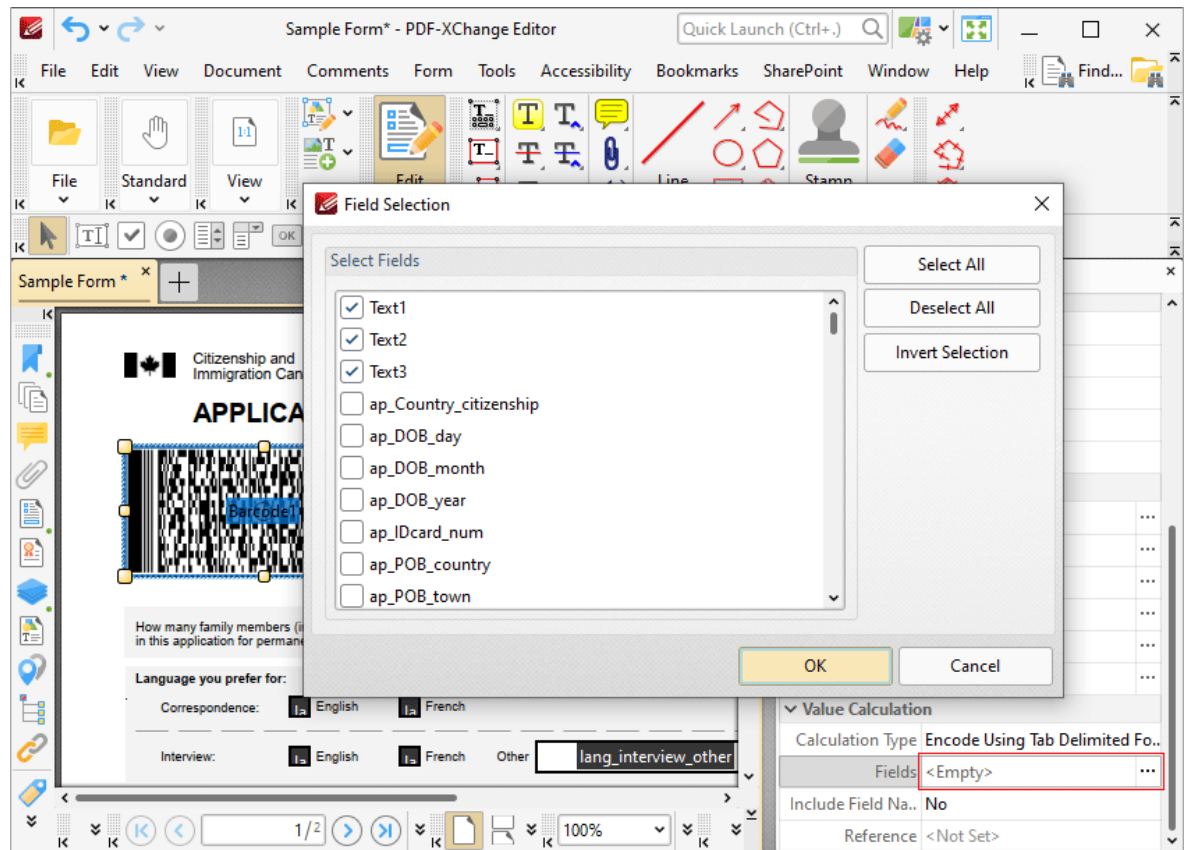 Sample Form* - PDF-XChange Editor
Quick Launch (Ctrl+.)
File Edit View Document Comments Form Tools Accessibility Bookmarks SharePoint Window Help
Find...
File Standard View Edit Line Stamp
OK
Sample Form *
Field Selection
Select Fields
Text1
Text2
Text3
ap_Country_citizenship
ap_DOB_day
ap_DOB_month
ap_DOB_year
ap_IDcard_num
ap_POB_country
ap_POB_town
Select All
Deselect All
Invert Selection
OK Cancel
Citizenship and
Immigration Can
APPLICA
Barcode1
How many family members (i
in this application for permane
Language you prefer for:
Correspondence: English French
Interview: English French Other lang_interview_other
Value Calculation
Calculation Type Encode Using Tab Delimited Fo..
Fields <Empty> ...
Include Field Na.. No
Reference <Not Set>
1/2
100%